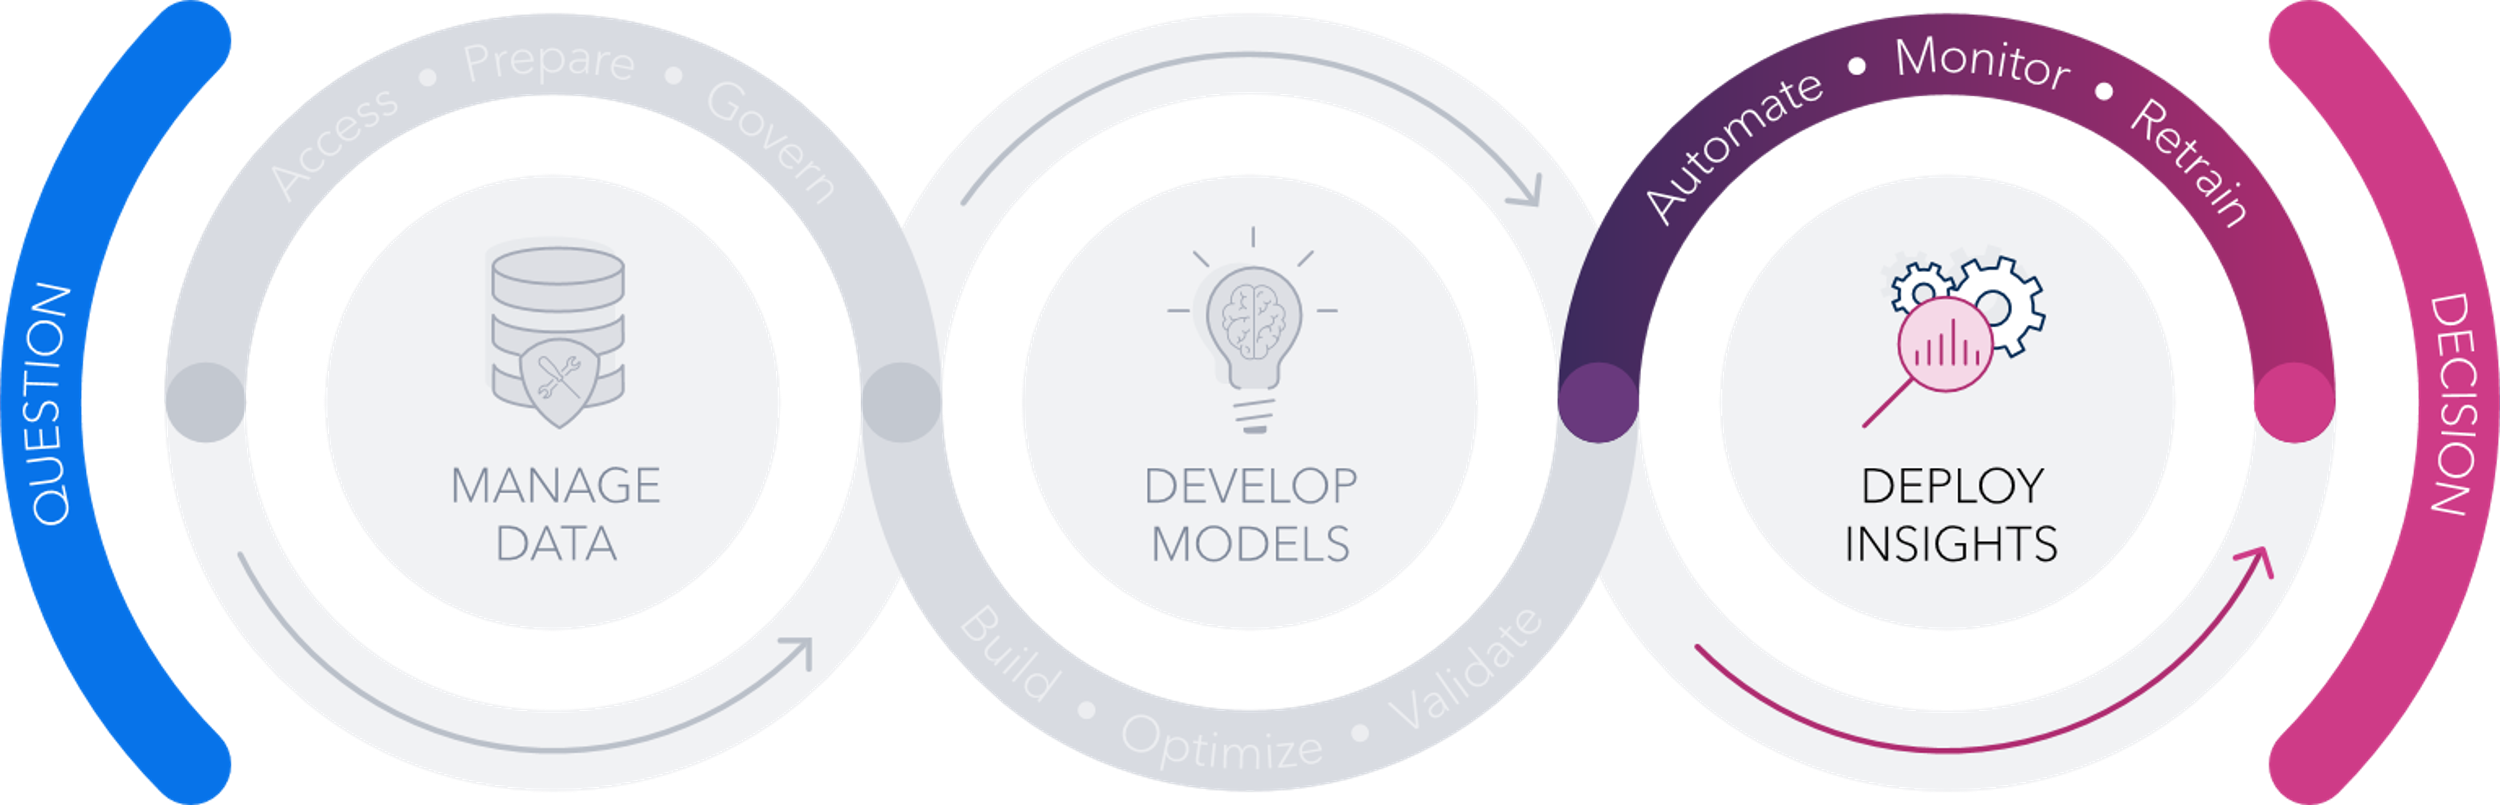 QUESTION
Access • Prepare • Govern
MANAGE
DATA
DEVELOP
MODELS
Build • Optimize • Validate
Automate • Monitor • Retrain
DEPLOY
INSIGHTS
DECISION